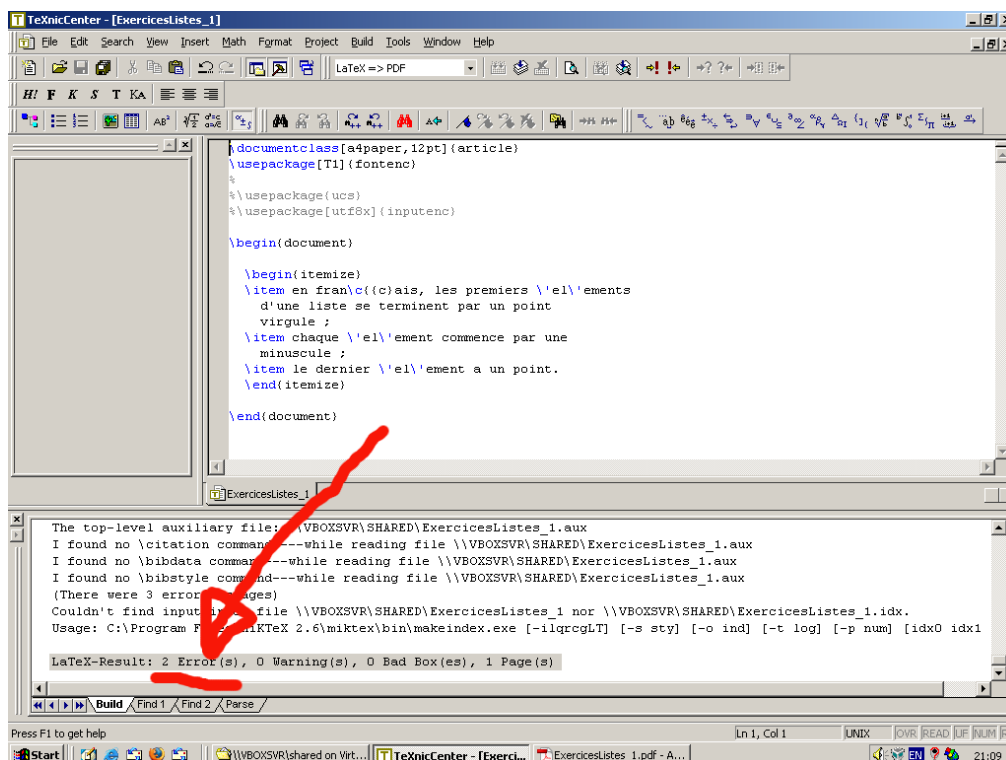 TeXnicCenter - [ExercicesListes_1]
File Edit Search View Insert Math Format Project Build Tools Window Help
LaTeX => PDF
H! F K S T KA
\documentclass[a4paper,12pt]{article}
\usepackage[T1]{fontenc}
%
%\usepackage{ucs}
%\usepackage[utf8x]{inputenc}
\begin{document}
\begin{itemize}
\item en fran\c{{c}ais, les premiers \'el\'ements
d'une liste se terminent par un point
virgule ;
\item chaque \'el\'ement commence par une
minuscule ;
\item le dernier \'el\'ement a un point.
\end{itemize}
\end{document}
ExercicesListes_1
The top-level auxiliary file: \\VBOXSVR\SHARED\ExercicesListes_1.aux
I found no \citation command---while reading file \\VBOXSVR\SHARED\ExercicesListes_1.aux
I found no \bibdata command---while reading file \\VBOXSVR\SHARED\ExercicesListes_1.aux
I found no \bibstyle command---while reading file \\VBOXSVR\SHARED\ExercicesListes_1.aux
(There were 3 error messages)
Couldn't find input index file \\VBOXSVR\SHARED\ExercicesListes_1 nor \\VBOXSVR\SHARED\ExercicesListes_1.idx.
Usage: C:\Program MiKTeX 2.6\miktex\bin\makeindex.exe [-ilqrcgLT] [-s sty] [-o ind] [-t log] [-p num] [idx0 idx1
LaTeX-Result: 2 Error(s), 0 Warning(s), 0 Bad Box(es), 1 Page(s)
Build Find 1 Find 2 Parse
Press F1 to get help
Ln 1, Col 1 UNIX OVR READ UF NUM
Start \\VBOXSVR\shared on Virt... TeXnicCenter - [Exerci... ExercicesListes_1.pdf - A... EN 21:09